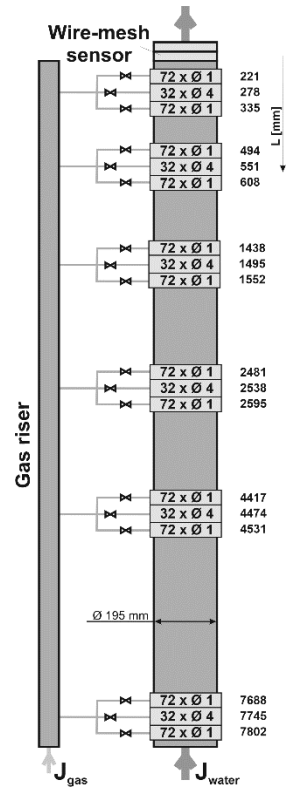 Wire-mesh
sensor
72 x Ø 1 221
32 x Ø 4 278
72 x Ø 1 335
L [mm]
72 x Ø 1 494
32 x Ø 4 551
72 x Ø 1 608
72 x Ø 1 1438
32 x Ø 4 1495
72 x Ø 1 1552
72 x Ø 1 2481
32 x Ø 4 2538
72 x Ø 1 2595
Gas riser
72 x Ø 1 4417
32 x Ø 4 4474
72 x Ø 1 4531
Ø 195 mm
72 x Ø 1 7688
32 x Ø 4 7745
72 x Ø 1 7802
Jgas
Jwater